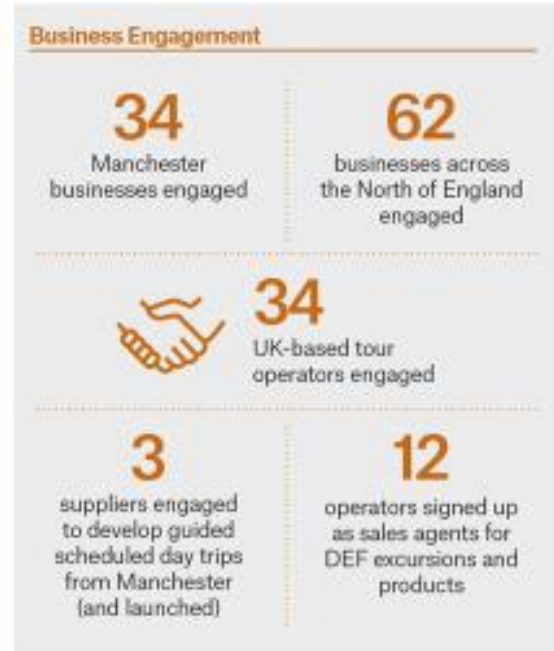 Business Engagement
34
Manchester
businesses engaged
62
businesses across
the North of England
engaged
34
UK-based tour
operators engaged
3
suppliers engaged
to develop guided
scheduled day trips
from Manchester
(and launched)
12
operators signed up
as sales agents for
DEF excursions and
products